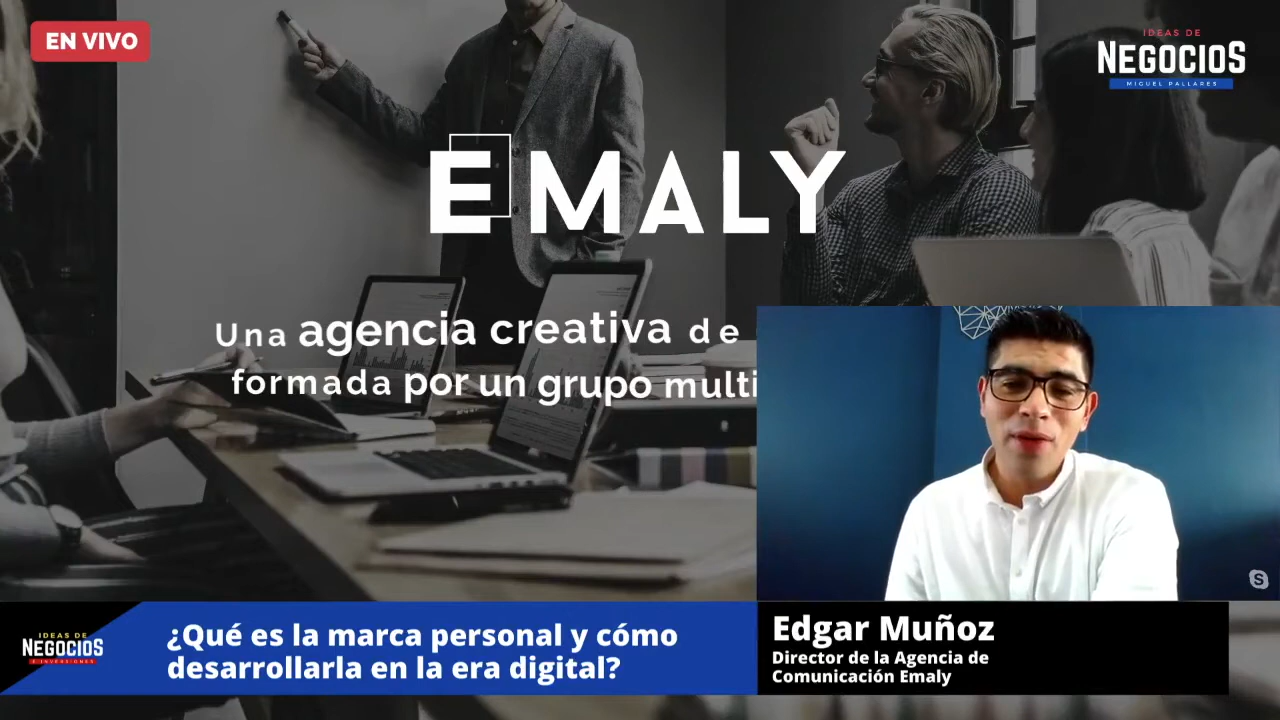 EN VIVO
IDEAS DE
NEGOCIOS
MIGUEL PALLARES
EMALY
Una agencia creativa de
formada por un grupo multi
IDEAS DE
NEGOCIOS
E INVERSIONES
¿Qué es la marca personal y cómo
desarrollarla en la era digital?
Edgar Muñoz
Director de la Agencia de
Comunicación Emaly